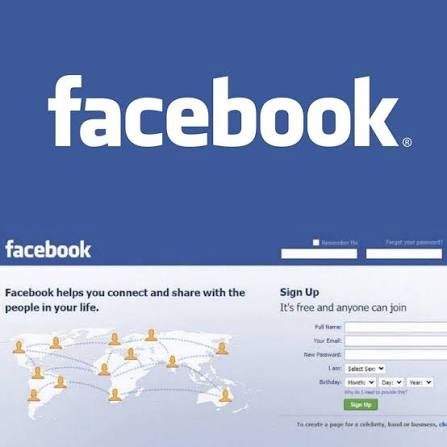 facebook®
facebook
Remember Me
Forgot your password?
Facebook helps you connect and share with the
people in your life.
Sign Up
It's free and anyone can join
Full Name:
Your Email:
New Password:
I am: Select Sex:
Birthday: Month: Day: Year:
Why do I need to provide this?
Sign Up
To create a page for a celebrity, band or business,